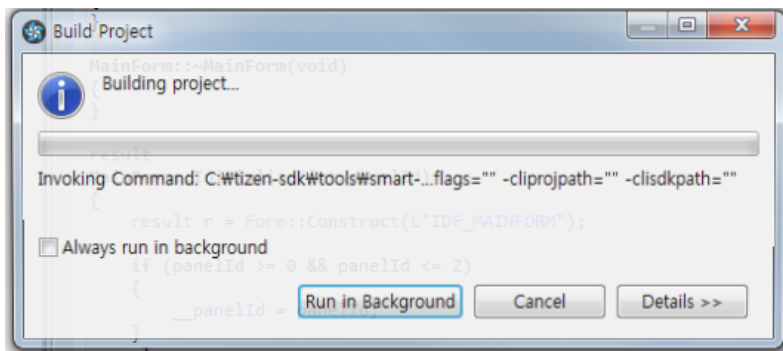 Build Project
}
MainForm::~MainForm(void)
Building project...
{
}
result
Invoking Command: C:₩tizen-sdk₩tools₩smart-...flags="" -cliprojpath="" -clisdkpath=""
{
result r = Form::Construct(L"IDF_MAINFORM");
Always run in background
if (panelId >= 0 && panelId <= 2)
{
Run in Background
Cancel
Details >>
__panelId = panelId;
}